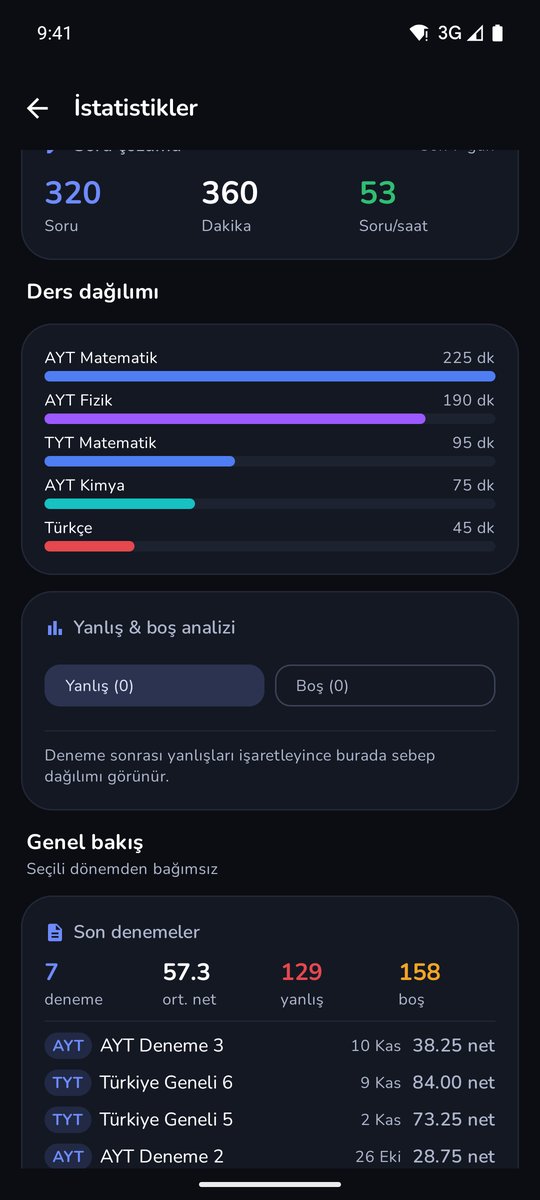 9:41
3G
İstatistikler
320
360
53
Soru
Dakika
Soru/saat
Ders dağılımı
AYT Matematik
225 dk
AYT Fizik
190 dk
TYT Matematik
95 dk
AYT Kimya
75 dk
Türkçe
45 dk
Yanlış & boş analizi
Yanlış (0)
Boş (0)
Deneme sonrası yanlışları işaretleyince burada sebep
dağılımı görünür.
Genel bakış
Seçili dönemden bağımsız
Son denemeler
7
57.3
129
158
deneme
ort. net
yanlış
boş
AYT AYT Deneme 3 10 Kas 38.25 net
TYT Türkiye Geneli 6 9 Kas 84.00 net
TYT Türkiye Geneli 5 2 Kas 73.25 net
AYT AYT Deneme 2 26 Eki 28.75 net